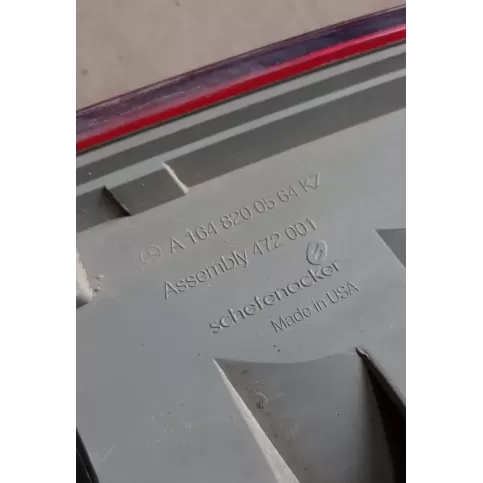 A 164 820 05 64 KZ
Assembly 472 001
schefenacker
Made in USA